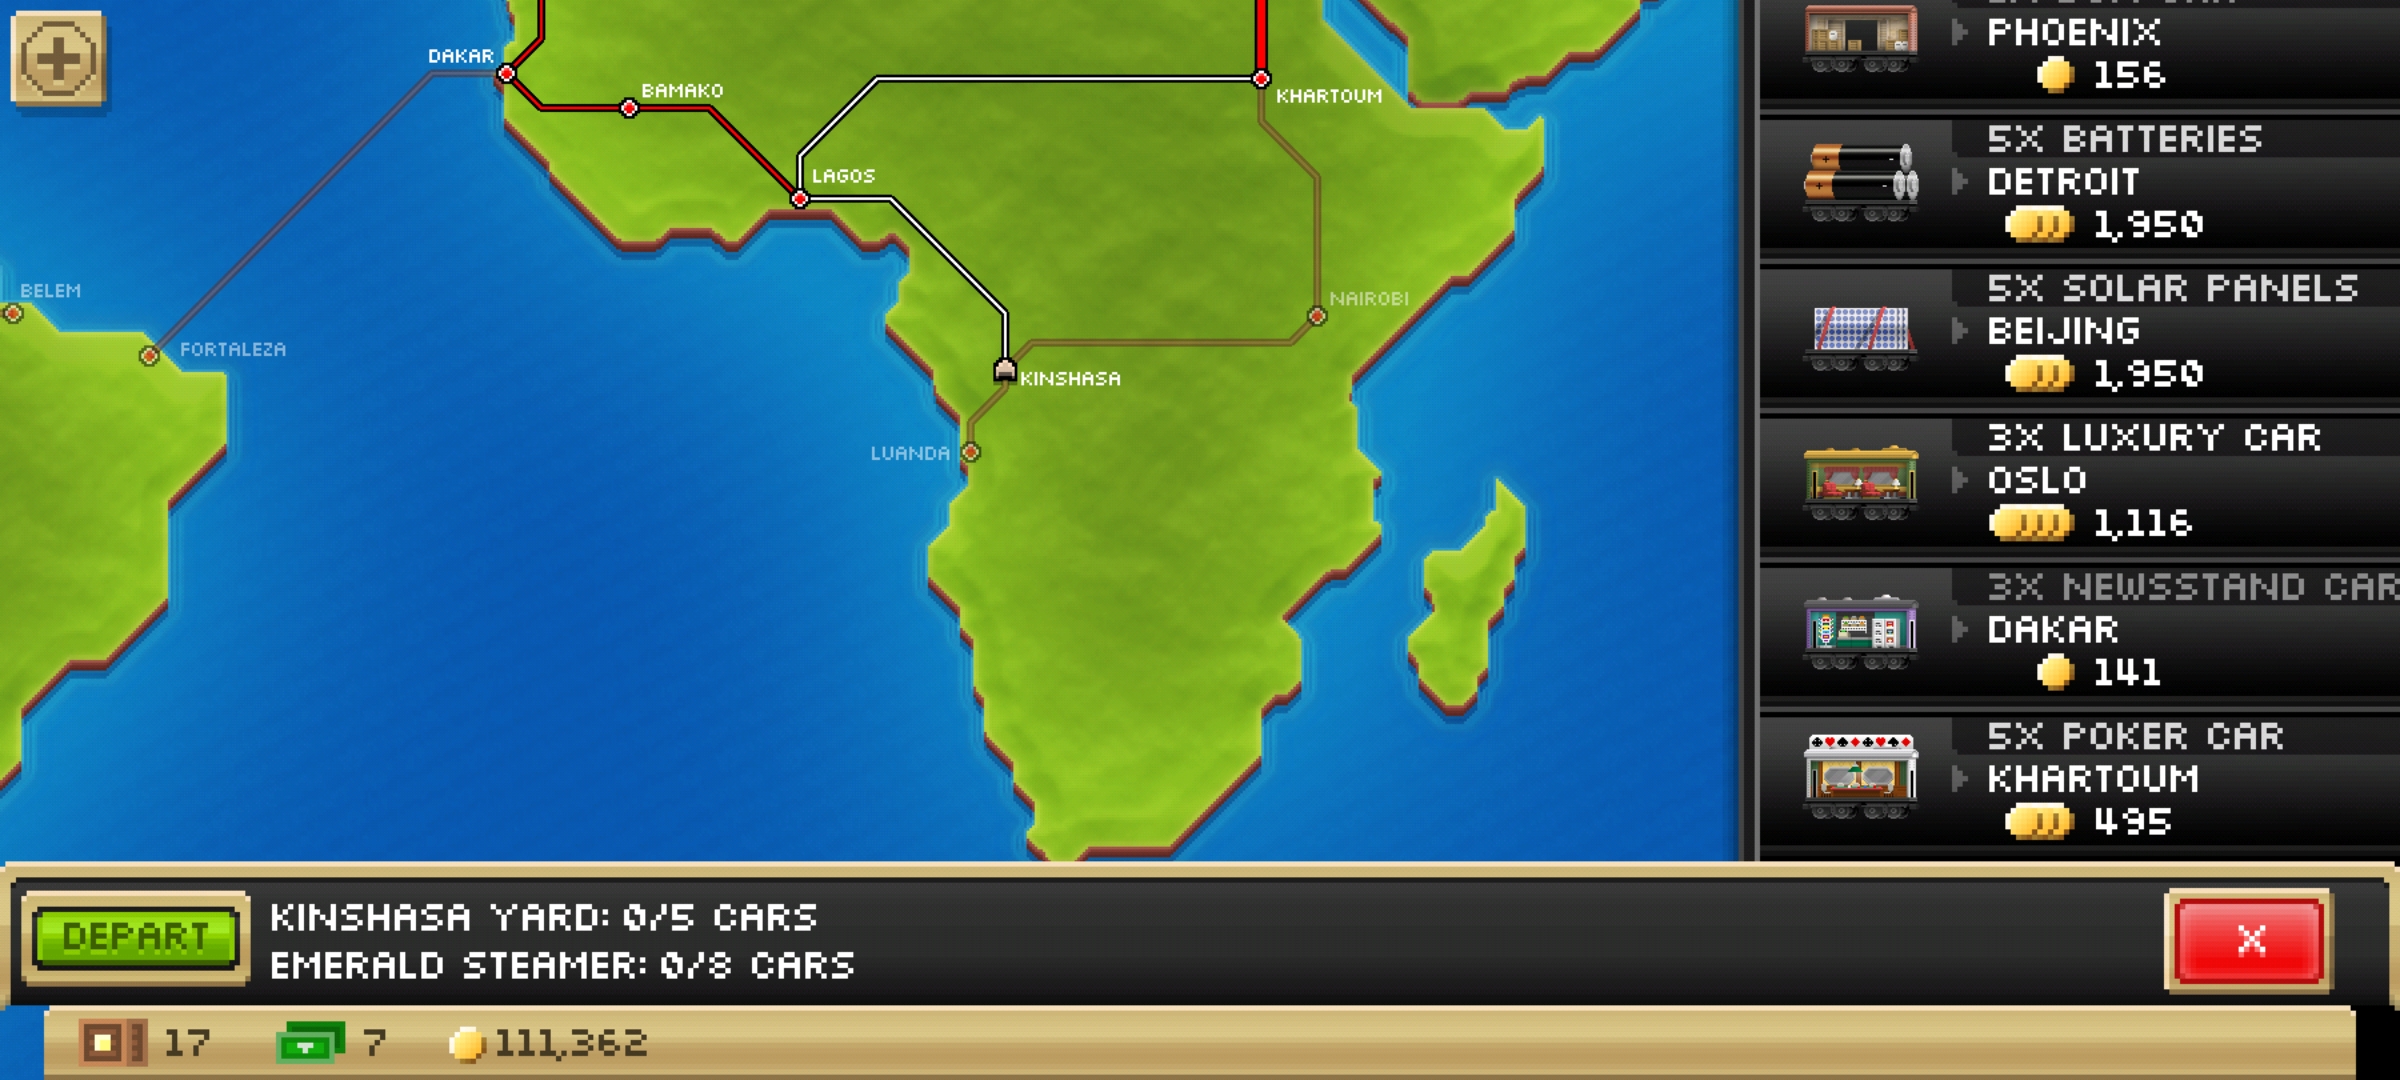 DAKAR
BAMAKO
KHARTOUM
LAGOS
BELEM
NAIROBI
FORTALEZA
KINSHASA
LUANDA
PHOENIX
156
5X BATTERIES
DETROIT
1,950
5X SOLAR PANELS
BEIJING
1,950
3X LUXURY CAR
OSLO
1,116
3X NEWSSTAND CAR
DAKAR
141
5X POKER CAR
KHARTOUM
495
DEPART
KINSHASA YARD: 0/5 CARS
EMERALD STEAMER: 0/8 CARS
X
17
7
111,362